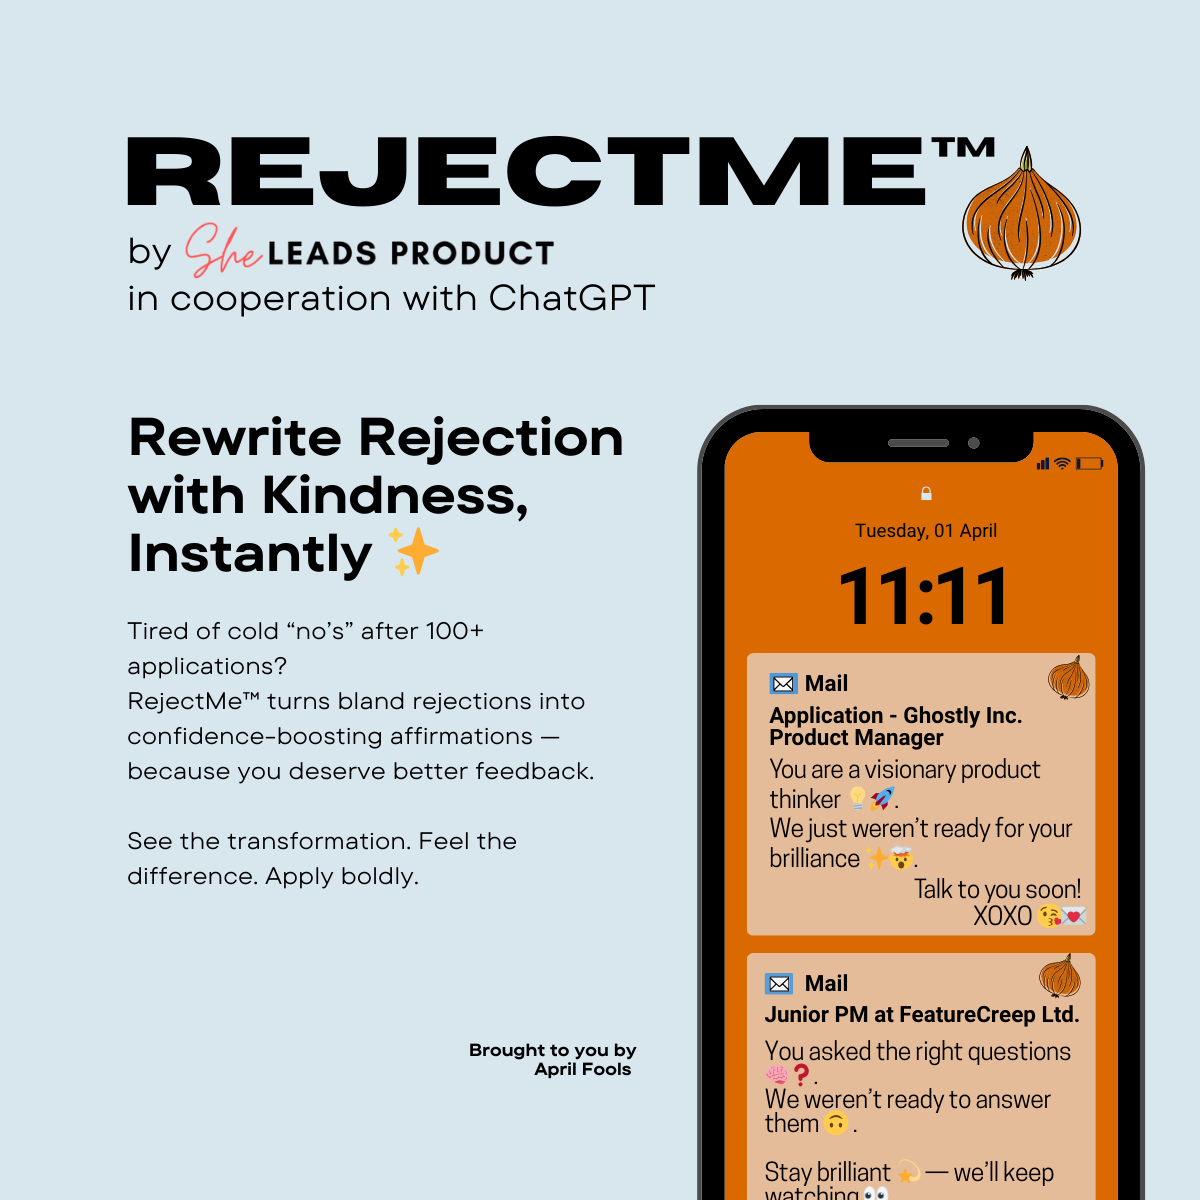 REJECTME™
by She LEADS PRODUCT
in cooperation with ChatGPT
Rewrite Rejection
with Kindness,
Instantly ✨
Tired of cold “no’s” after 100+
applications?
RejectMe™ turns bland rejections into
confidence-boosting affirmations —
because you deserve better feedback.
See the transformation. Feel the
difference. Apply boldly.
Brought to you by
April Fools
Tuesday, 01 April
11:11
Mail
Application - Ghostly Inc.
Product Manager
You are a visionary product
thinker 💡🚀.
We just weren’t ready for your
brilliance ✨🤯.
Talk to you soon!
XOXO 😘💌
Mail
Junior PM at FeatureCreep Ltd.
You asked the right questions
🧠❓.
We weren’t ready to answer
them 🙃 .
Stay brilliant 💫 — we’ll keep
watching 👀